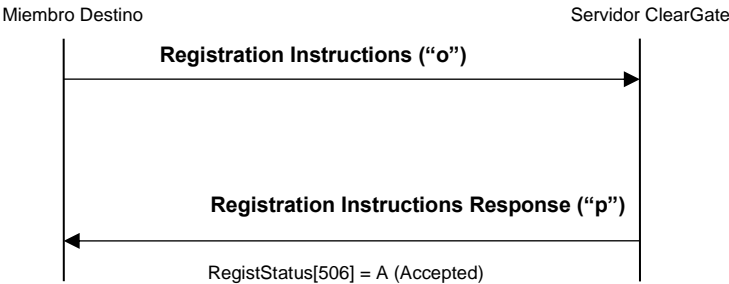 Miembro Destino
Servidor ClearGate
Registration Instructions (“o”)
Registration Instructions Response (“p”)
RegistStatus[506] = A (Accepted)